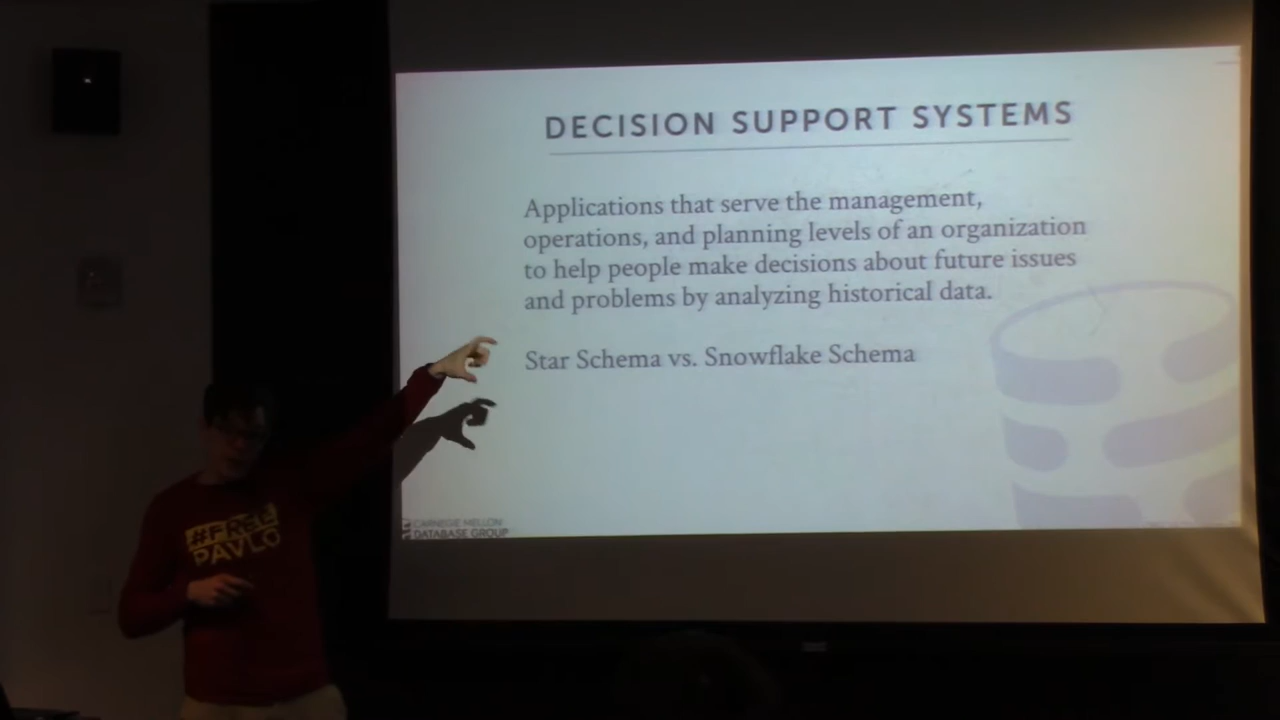 DECISION SUPPORT SYSTEMS
Applications that serve the management,
operations, and planning levels of an organization
to help people make decisions about future issues
and problems by analyzing historical data.
Star Schema vs. Snowflake Schema
#FREE
PAVLO
CARNEGIE MELLON
DATABASE GROUP